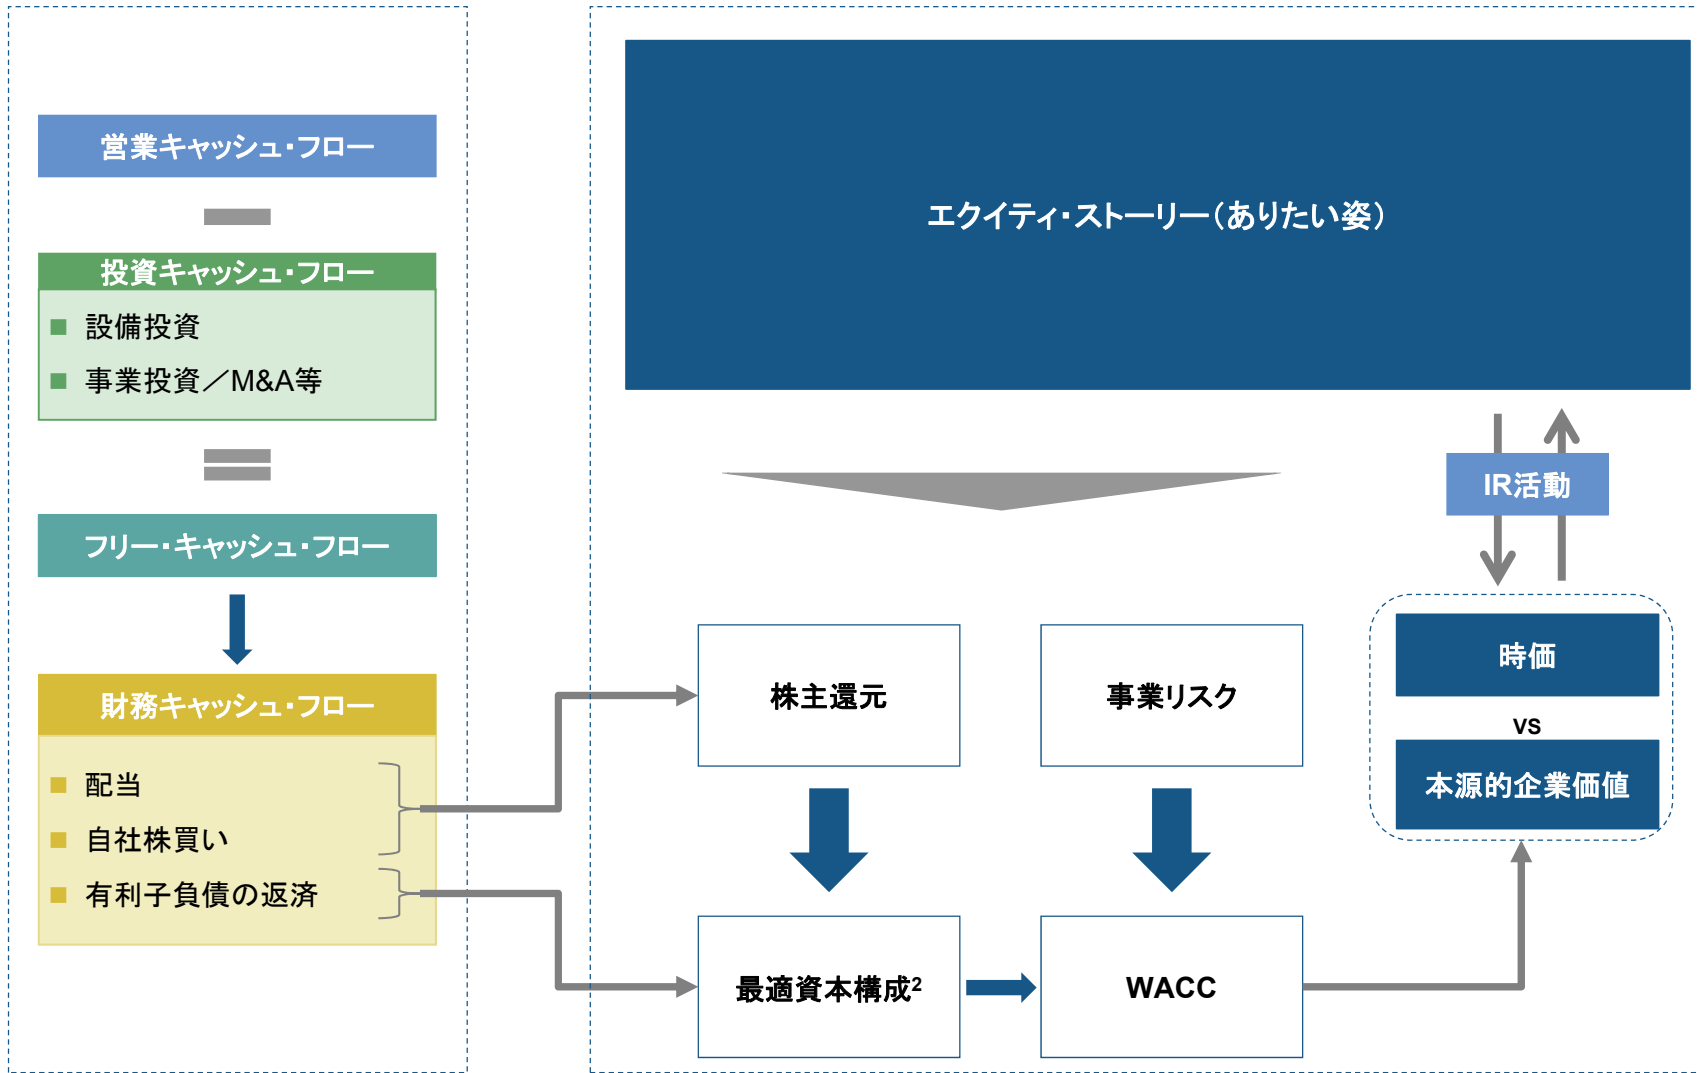 営業キャッシュ・フロー
投資キャッシュ・フロー
■ 設備投資
■ 事業投資／M&A等
フリー・キャッシュ・フロー
財務キャッシュ・フロー
■ 配当
■ 自社株買い
■ 有利子負債の返済
エクイティ・ストーリー（ありたい姿）
IR活動
株主還元
事業リスク
時価
vs
本源的企業価値
最適資本構成2
WACC